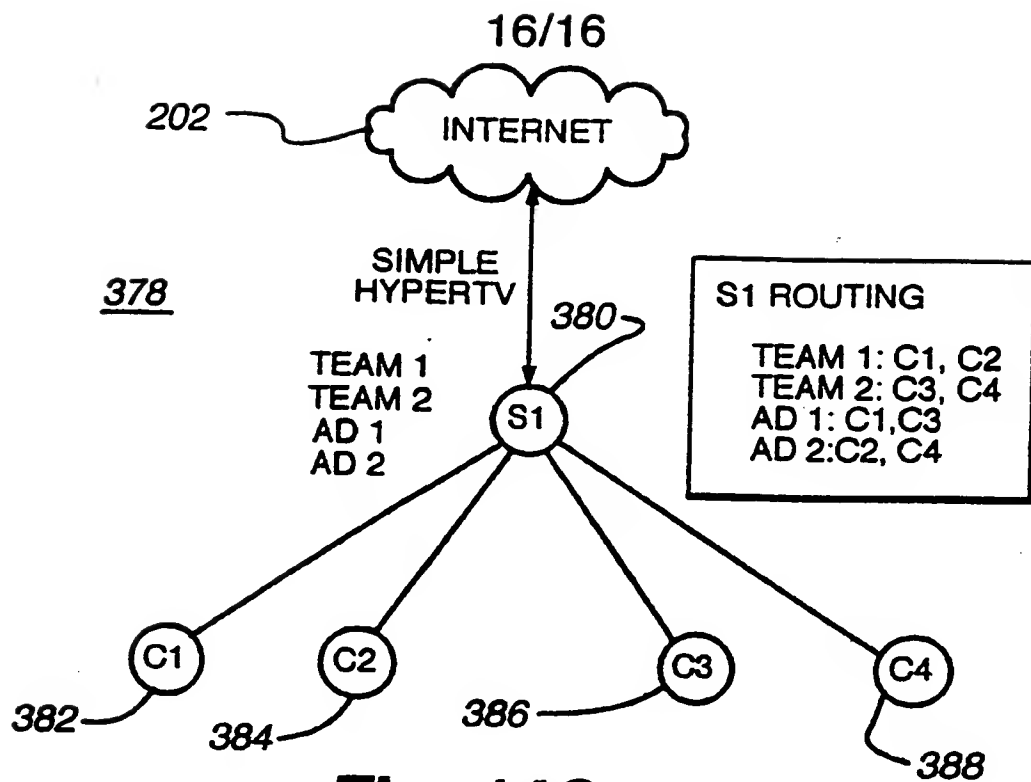 16/16
202
INTERNET
SIMPLE
HYPERTV
378
380
S1 ROUTING
TEAM 1: C1, C2
TEAM 2: C3, C4
AD 1: C1,C3
AD 2:C2, C4
TEAM 1
TEAM 2
AD 1
AD 2
S1
C1
C2
C3
C4
382
384
386
388